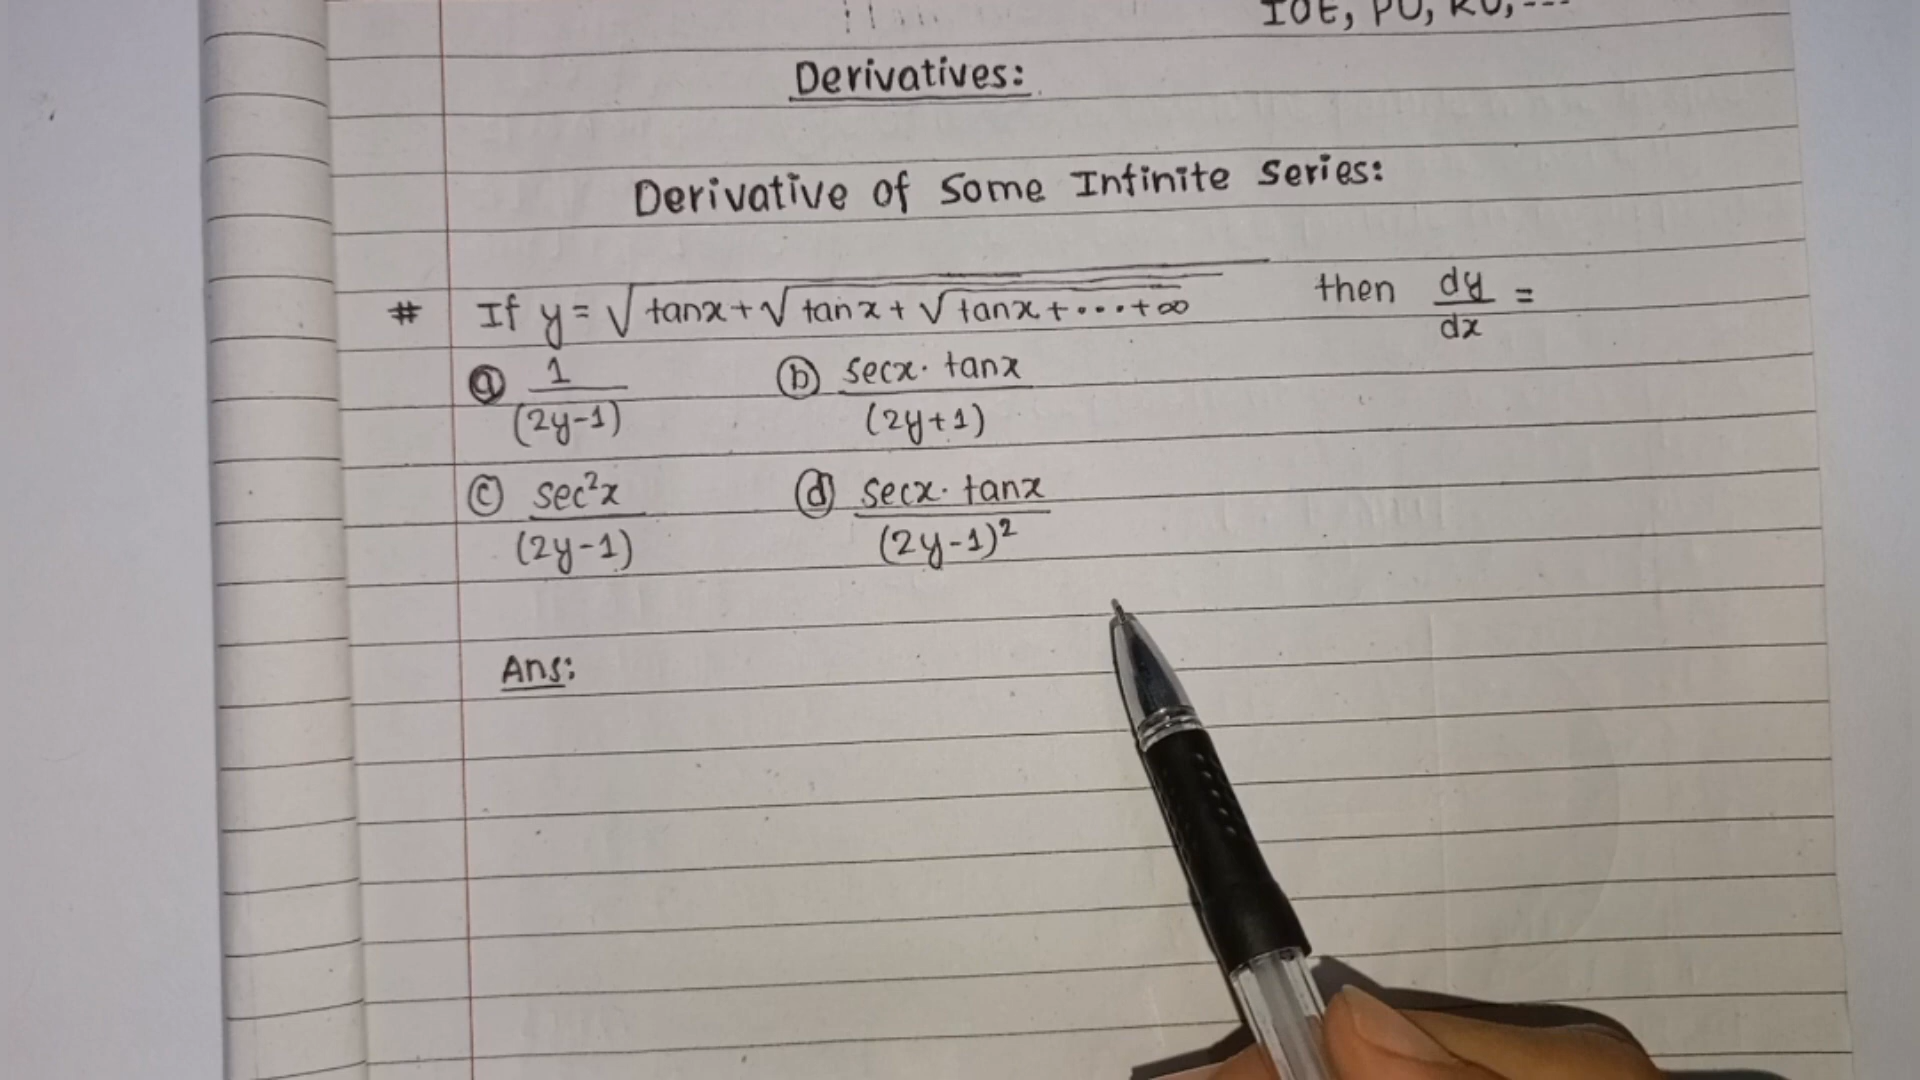 IOE, PU, KU, ---
Derivatives:
Derivative of Some Infinite Series:
# If y = √tanx + √tanx + √tanx + ... + ∞ then dy/dx =
ⓐ 1/(2y-1) ⓑ secx. tanx/(2y+1)
ⓒ sec²x/(2y-1) ⓓ secx. tanx/(2y-1)²
Ans: